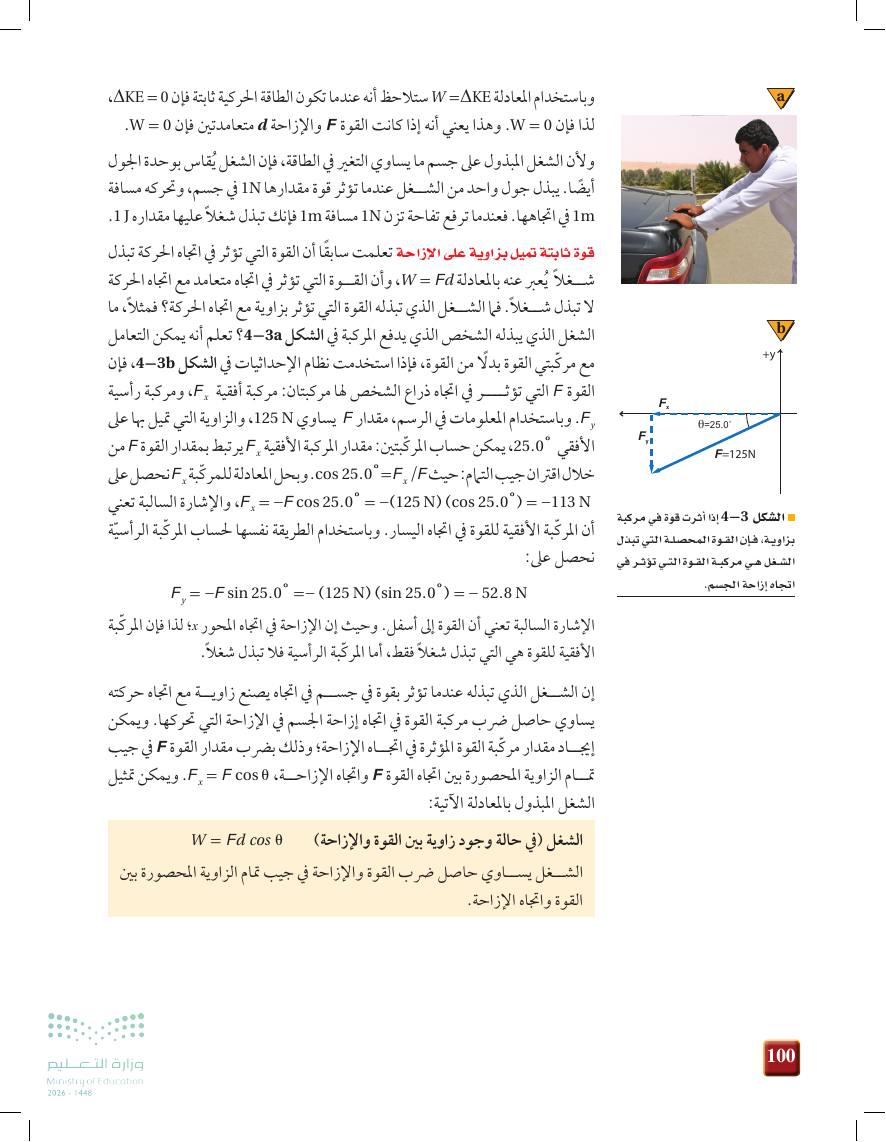 وباستخدام المعادلة W =ΔKE ستلاحظ أنه عندما تكون الطاقة الحركية ثابتة فإن ΔKE = 0،
لذا فإن W = 0. وهذا يعني أنه إذا كانت القوة F والإزاحة d متعامدتين فإن W = 0.
ولأن الشغل المبذول على جسم ما يساوي التغير في الطاقة، فإن الشغل يُقاس بوحدة الجول
أيضًا. يبذل جول واحد من الشغل عندما تؤثر قوة مقدارها 1N في جسم، وتحركه مسافة
1m في اتجاهها. فعندما ترفع تفاحة تزن 1N مسافة 1m فإنك تبذل شغلاً عليها مقداره 1 J.
قوة ثابتة تميل بزاوية على الإزاحة تعلمت سابقًا أن القوة التي تؤثر في اتجاه الحركة تبذل
شغلاً يُعبر عنه بالمعادلة W = Fd، وأن القوة التي تؤثر في اتجاه متعامد مع اتجاه الحركة
لا تبذل شغلاً. فما الشغل الذي تبذله القوة التي تؤثر بزاوية مع اتجاه الحركة؟ فمثلاً، ما
الشغل الذي يبذله الشخص الذي يدفع المركبة في الشكل 4–3a؟ تعلم أنه يمكن التعامل
مع مركّبتي القوة بدلًا من القوة، فإذا استخدمت نظام الإحداثيات في الشكل 4–3b، فإن
القوة F التي تؤثر في اتجاه ذراع الشخص لها مركبتان: مركبة أفقية Fx، ومركبة رأسية
Fy. وباستخدام المعلومات في الرسم، مقدار F يساوي 125 N، والزاوية التي تميل بها على
الأفقي 25.0°، يمكن حساب المركّبتين: مقدار المركبة الأفقية Fx يرتبط بمقدار القوة F من
خلال اقتران جيب التمام: حيث cos 25.0°=Fx /F. وبحل المعادلة للمركّبة Fx نحصل على
Fx = –F cos 25.0° = –(125 N) (cos 25.0°) = –113 N، والإشارة السالبة تعني
أن المركّبة الأفقية للقوة في اتجاه اليسار. وباستخدام الطريقة نفسها لحساب المركّبة الرأسيّة
نحصل على:
Fy = –F sin 25.0° =– (125 N) (sin 25.0°) = – 52.8 N
الإشارة السالبة تعني أن القوة إلى أسفل. وحيث إن الإزاحة في اتجاه المحور x؛ لذا فإن المركّبة
الأفقية للقوة هي التي تبذل شغلاً فقط، أما المركّبة الرأسية فلا تبذل شغلاً.
إن الشغل الذي تبذله عندما تؤثر بقوة في جسم في اتجاه يصنع زاوية مع اتجاه حركته
يساوي حاصل ضرب مركبة القوة في اتجاه إزاحة الجسم في الإزاحة التي تحركها. ويمكن
إيجاد مقدار مركّبة القوة المؤثرة في اتجاه الإزاحة؛ وذلك بضرب مقدار القوة F في جيب
تمام الزاوية المحصورة بين اتجاه القوة F واتجاه الإزاحة، Fx = F cos θ. ويمكن تمثيل
الشغل المبذول بالمعادلة الآتية:
الشغل (في حالة وجود زاوية بين القوة والإزاحة) W = Fd cos θ
الشغل يساوي حاصل ضرب القوة والإزاحة في جيب تمام الزاوية المحصورة بين
القوة واتجاه الإزاحة.
a
b
+y
Fx
θ=25.0°
Fy
F=125N
الشكل 3–4 إذا أثرت قوة في مركبة
بزاوية، فإن القوة المحصلة التي تبذل
الشغل هي مركبة القوة التي تؤثر في
اتجاه إزاحة الجسم.
وزارة التعليم
Ministry of Education
2026 - 1448
100